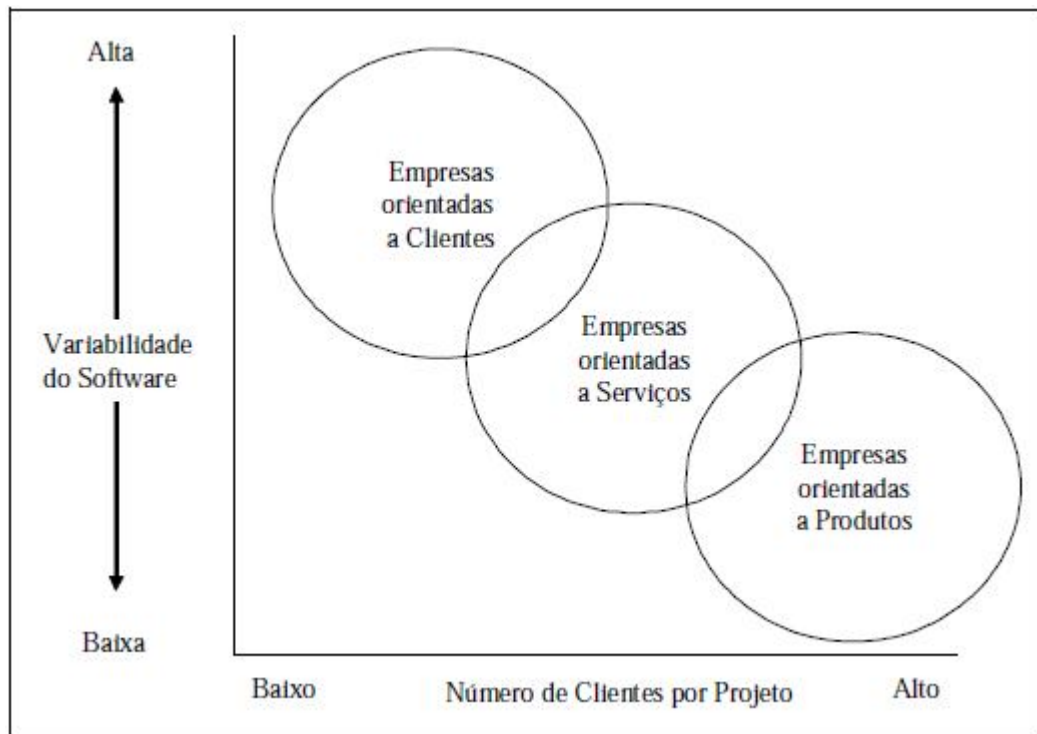 Alta
Empresas
orientadas
a Clientes
Variabilidade
do Software
Empresas
orientadas
a Serviços
Empresas
orientadas
a Produtos
Baixa
Baixo
Número de Clientes por Projeto
Alto